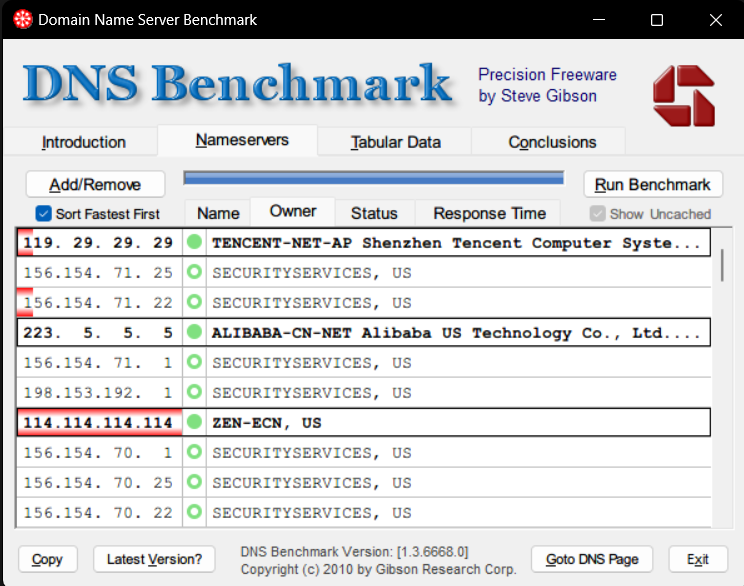 Domain Name Server Benchmark
DNS Benchmark
Precision Freeware
by Steve Gibson
Introduction
Nameservers
Tabular Data
Conclusions
Add/Remove
Run Benchmark
Sort Fastest First
Name
Owner
Status
Response Time
Show Uncached
119. 29. 29. 29 TENCENT-NET-AP Shenzhen Tencent Computer Syste...
156.154. 71. 25 SECURITYSERVICES, US
156.154. 71. 22 SECURITYSERVICES, US
223. 5. 5. 5 ALIBABA-CN-NET Alibaba US Technology Co., Ltd....
156.154. 71. 1 SECURITYSERVICES, US
198.153.192. 1 SECURITYSERVICES, US
114.114.114.114 ZEN-ECN, US
156.154. 70. 1 SECURITYSERVICES, US
156.154. 70. 25 SECURITYSERVICES, US
156.154. 70. 22 SECURITYSERVICES, US
Copy
Latest Version?
DNS Benchmark Version: [1.3.6668.0]
Copyright (c) 2010 by Gibson Research Corp.
Goto DNS Page
Exit